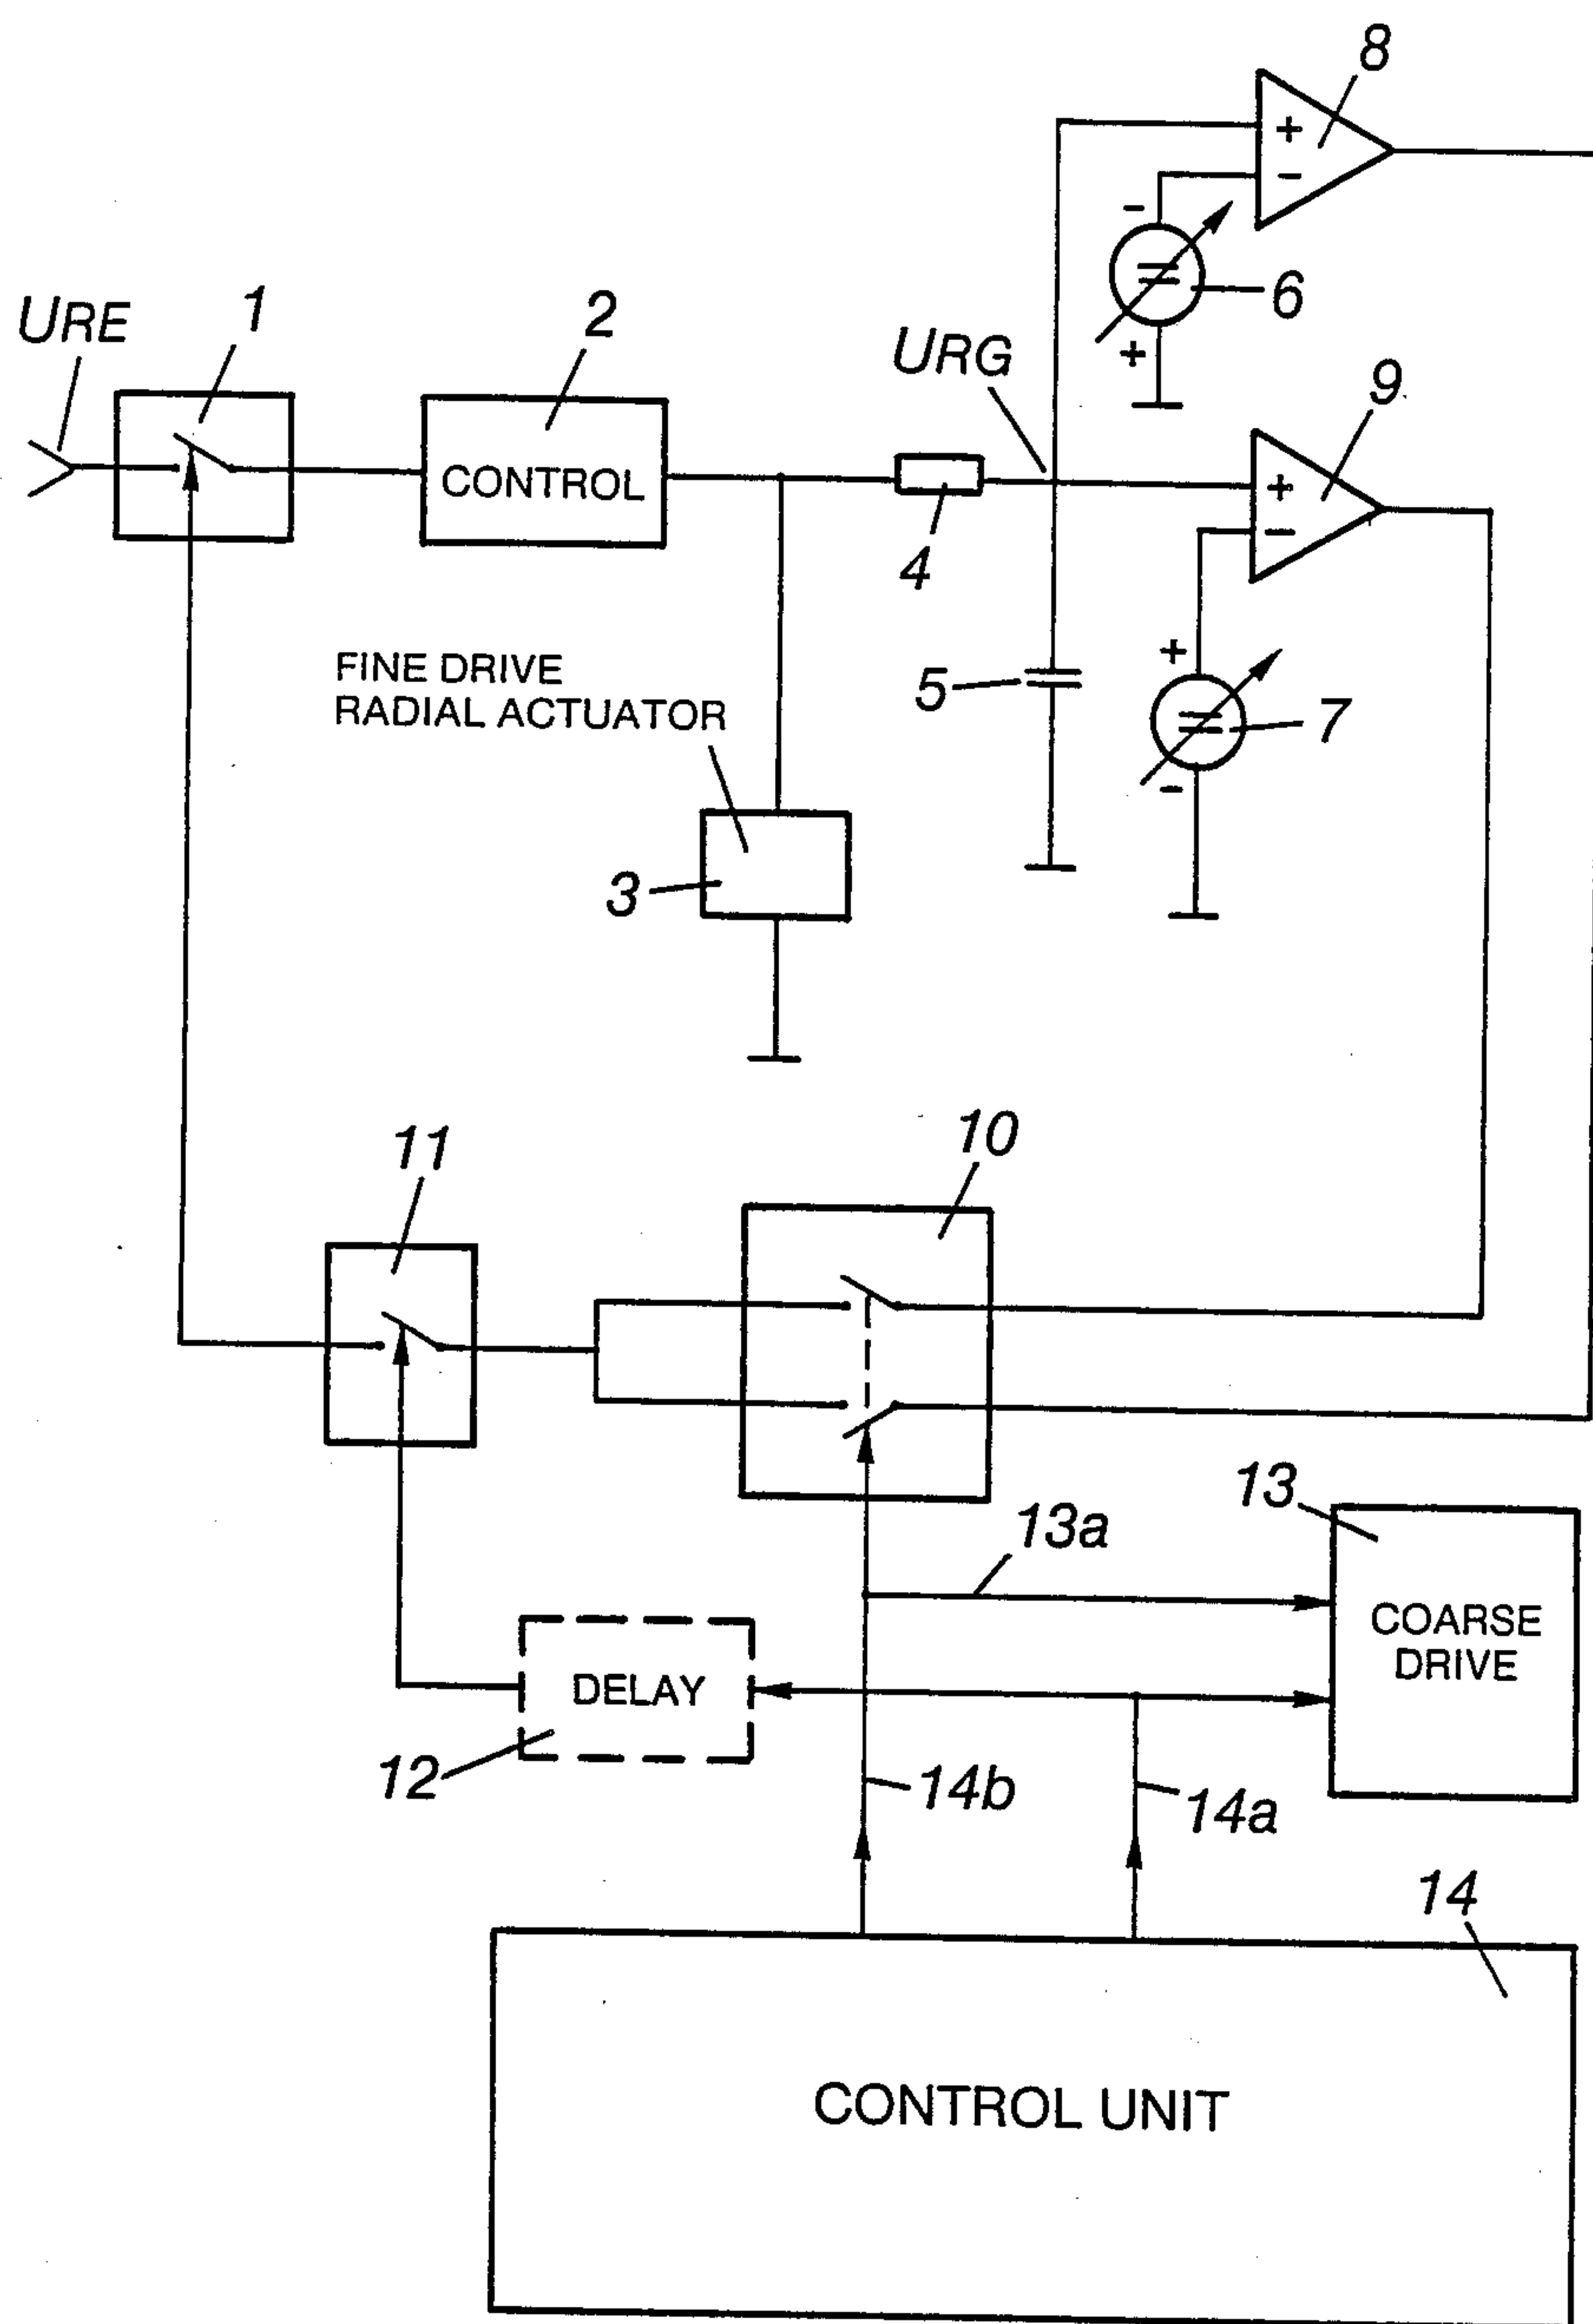 8
+
−
−
6
+
URE
1
2
URG
9
CONTROL
+
−
4
FINE DRIVE
RADIAL ACTUATOR
+
5
7
−
3
11
10
13
13a
COARSE
DRIVE
DELAY
12
14b
14a
14
CONTROL UNIT